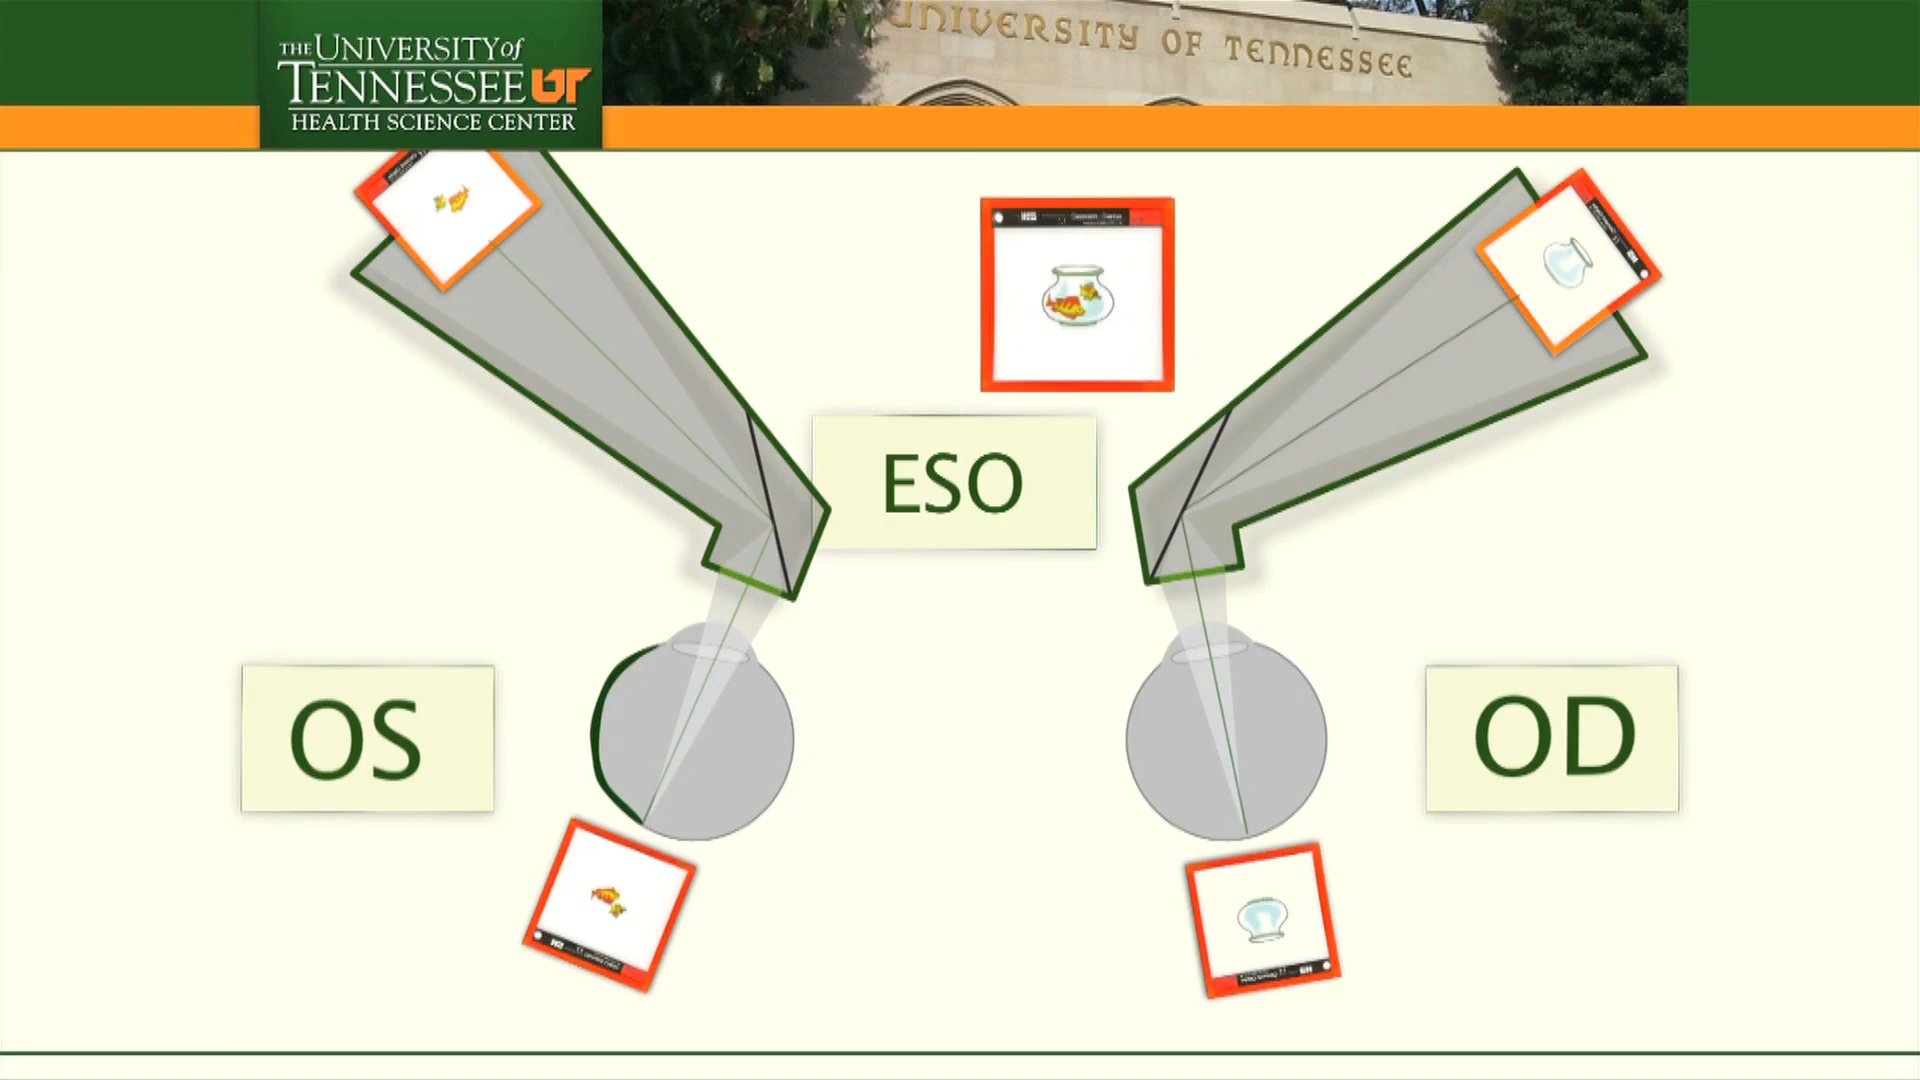 THE UNIVERSITY of
TENNESSEE UT
HEALTH SCIENCE CENTER
UNIVERSITY OF TENNESSEE
ESO
OS
OD